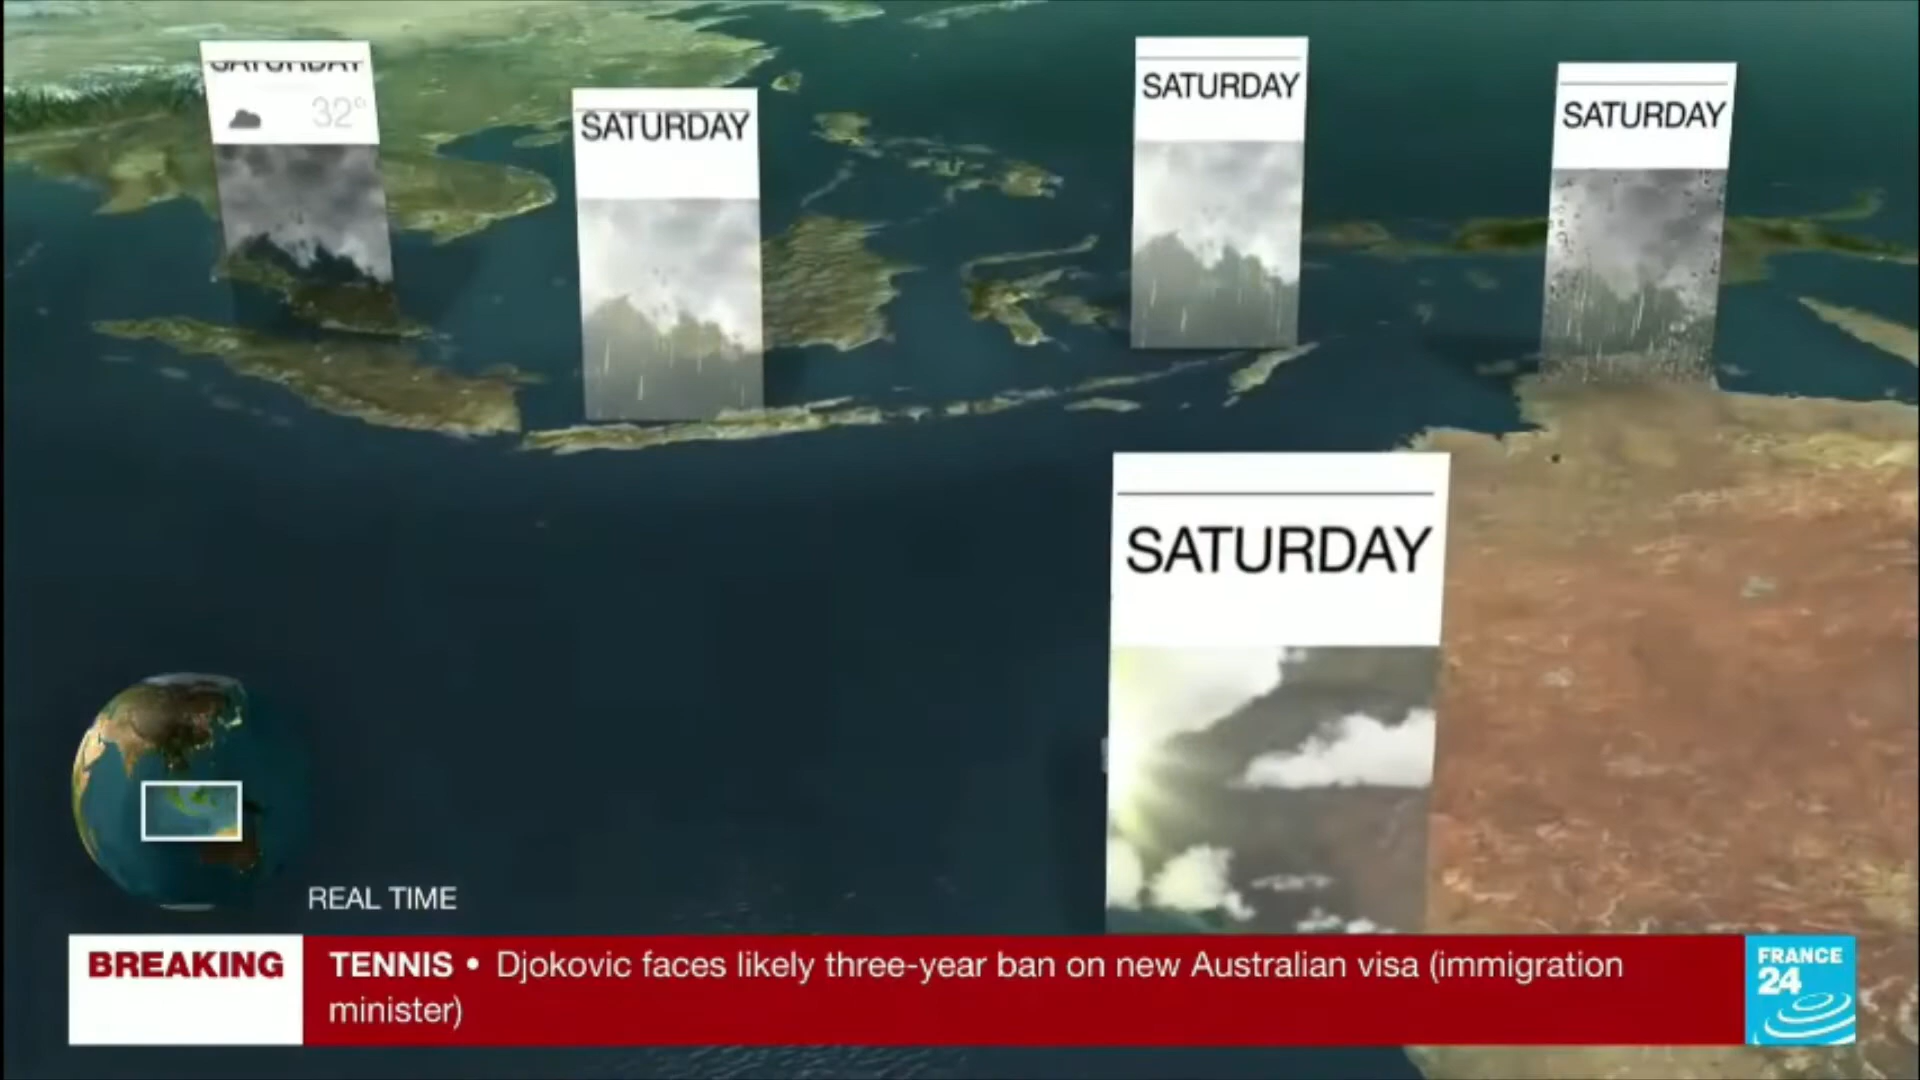 SATURDAY
32°
SATURDAY
SATURDAY
SATURDAY
SATURDAY
REAL TIME
BREAKING
TENNIS • Djokovic faces likely three-year ban on new Australian visa (immigration
minister)
FRANCE
24